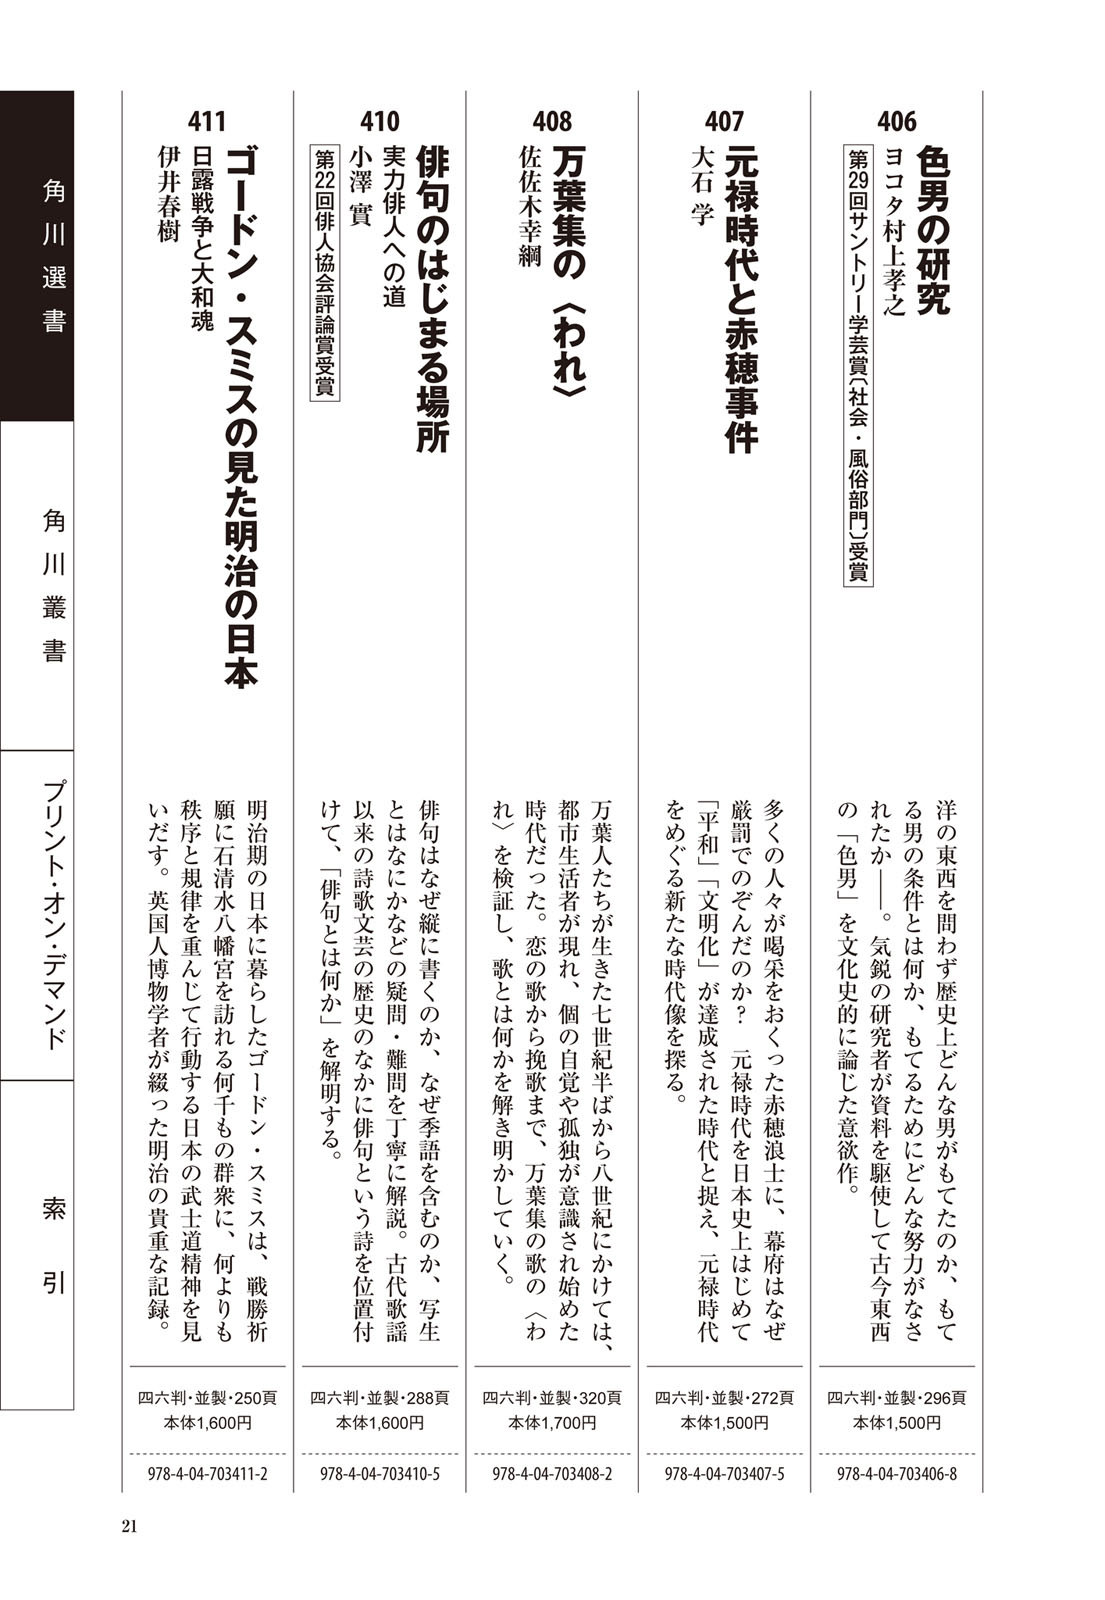 406
色男の研究
ヨコタ村上孝之
第29回サントリー学芸賞〔社会・風俗部門〕受賞
洋の東西を問わず歴史上どんな男がもてたのか、もて
る男の条件とは何か、もてるためにどんな努力がなさ
れたか――。気鋭の研究者が資料を駆使して古今東西
の「色男」を文化史的に論じた意欲作。
四六判・並製・296頁
本体1,500円
978-4-04-703406-8
407
元禄時代と赤穂事件
大石 学
多くの人々が喝采をおくった赤穂浪士に、幕府はなぜ
厳罰でのぞんだのか？　元禄時代を日本史上はじめて
「平和」「文明化」が達成された時代と捉え、元禄時代
をめぐる新たな時代像を探る。
四六判・並製・272頁
本体1,500円
978-4-04-703407-5
408
万葉集の〈われ〉
佐佐木幸綱
万葉人たちが生きた七世紀半ばから八世紀にかけては、
都市生活者が現れ、個の自覚や孤独が意識され始めた
時代だった。恋の歌から挽歌まで、万葉集の歌の〈わ
れ〉を検証し、歌とは何かを解き明かしていく。
四六判・並製・320頁
本体1,700円
978-4-04-703408-2
410
俳句のはじまる場所
実力俳人への道
小澤 實
第22回俳人協会評論賞受賞
俳句はなぜ縦に書くのか、なぜ季語を含むのか、写生
とはなにかなどの疑問・難問を丁寧に解説。古代歌謡
以来の詩歌文芸の歴史のなかに俳句という詩を位置付
けて、「俳句とは何か」を解明する。
四六判・並製・288頁
本体1,600円
978-4-04-703410-5
411
ゴードン・スミスの見た明治の日本
日露戦争と大和魂
伊井春樹
明治期の日本に暮らしたゴードン・スミスは、戦勝祈
願に石清水八幡宮を訪れる何千もの群衆に、何よりも
秩序と規律を重んじて行動する日本の武士道精神を見
いだす。英国人博物学者が綴った明治の貴重な記録。
四六判・並製・250頁
本体1,600円
978-4-04-703411-2
角川選書
角川叢書
プリント・オン・デマンド
索引
21